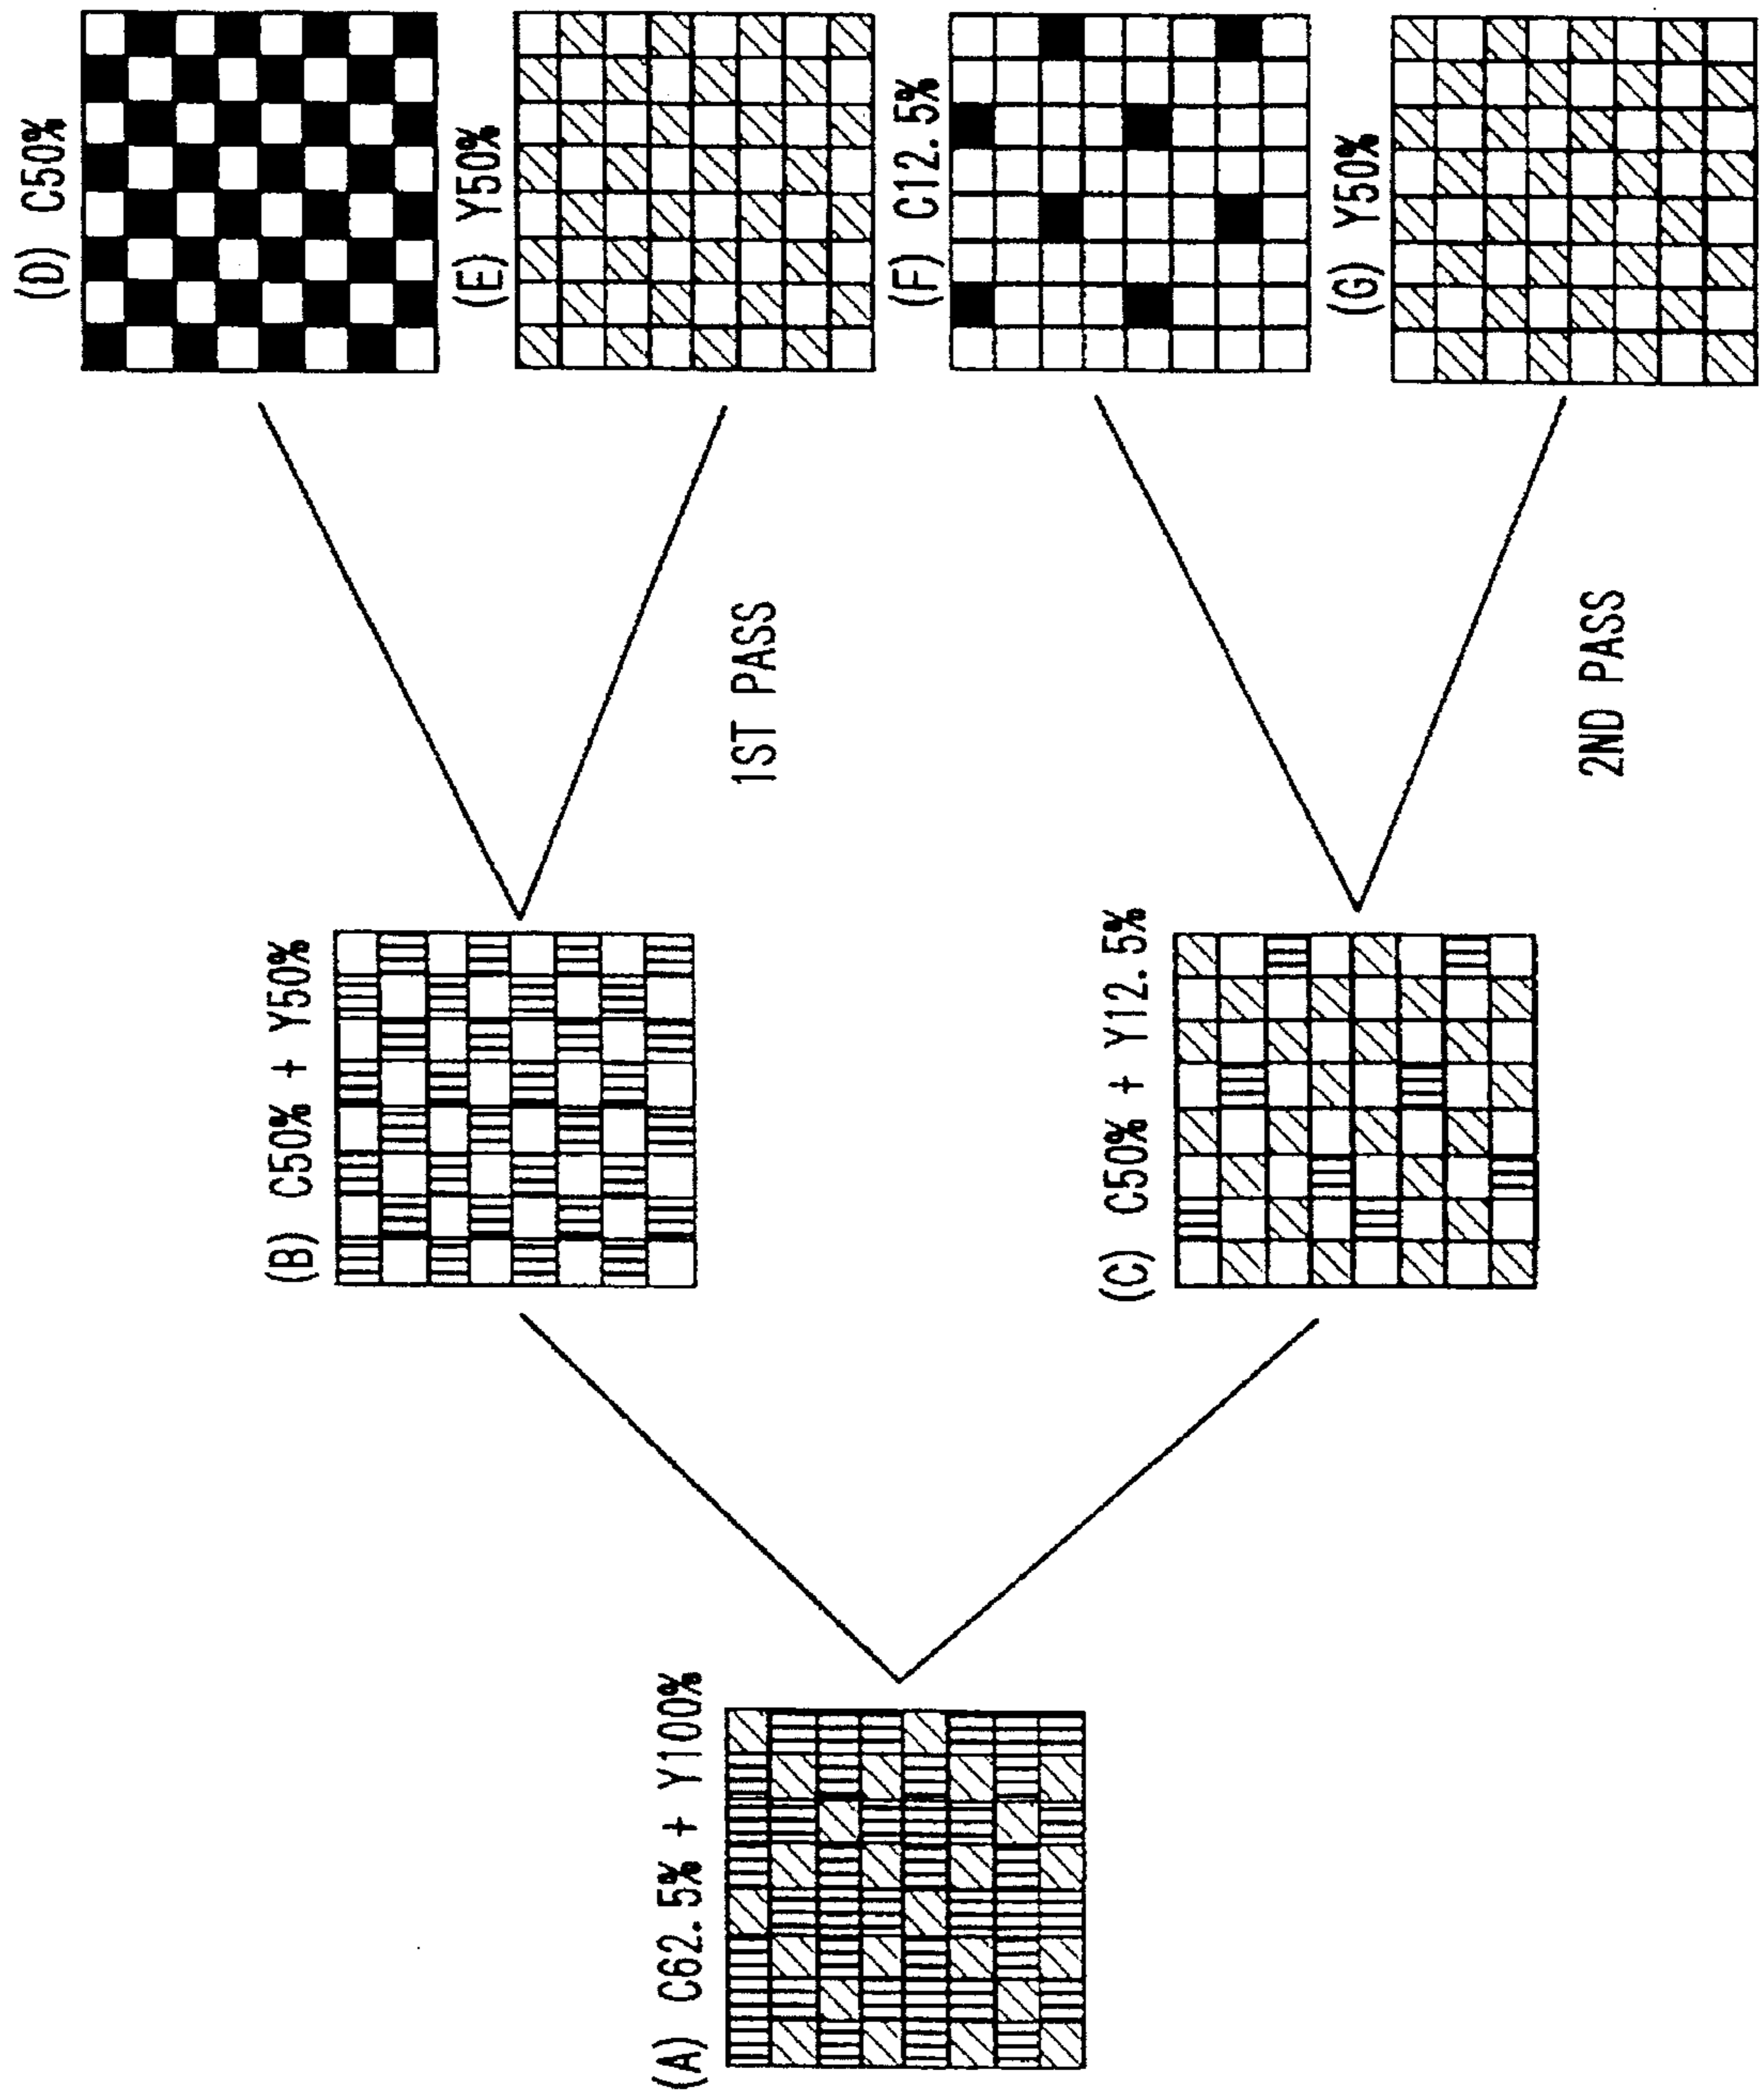 (A) C62.5% + Y100%
(B) C50% + Y50%
(C) C50% + Y12.5%
1ST PASS
2ND PASS
(D) C50%
(E) Y50%
(F) C12.5%
(G) Y50%